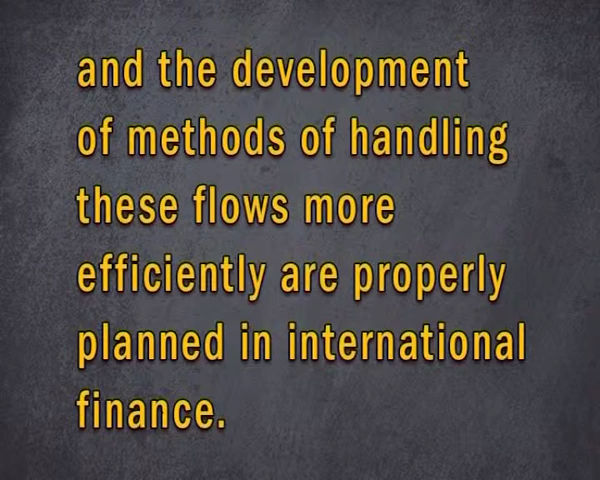 and the development
of methods of handling
these flows more
efficiently are properly
planned in international
finance.